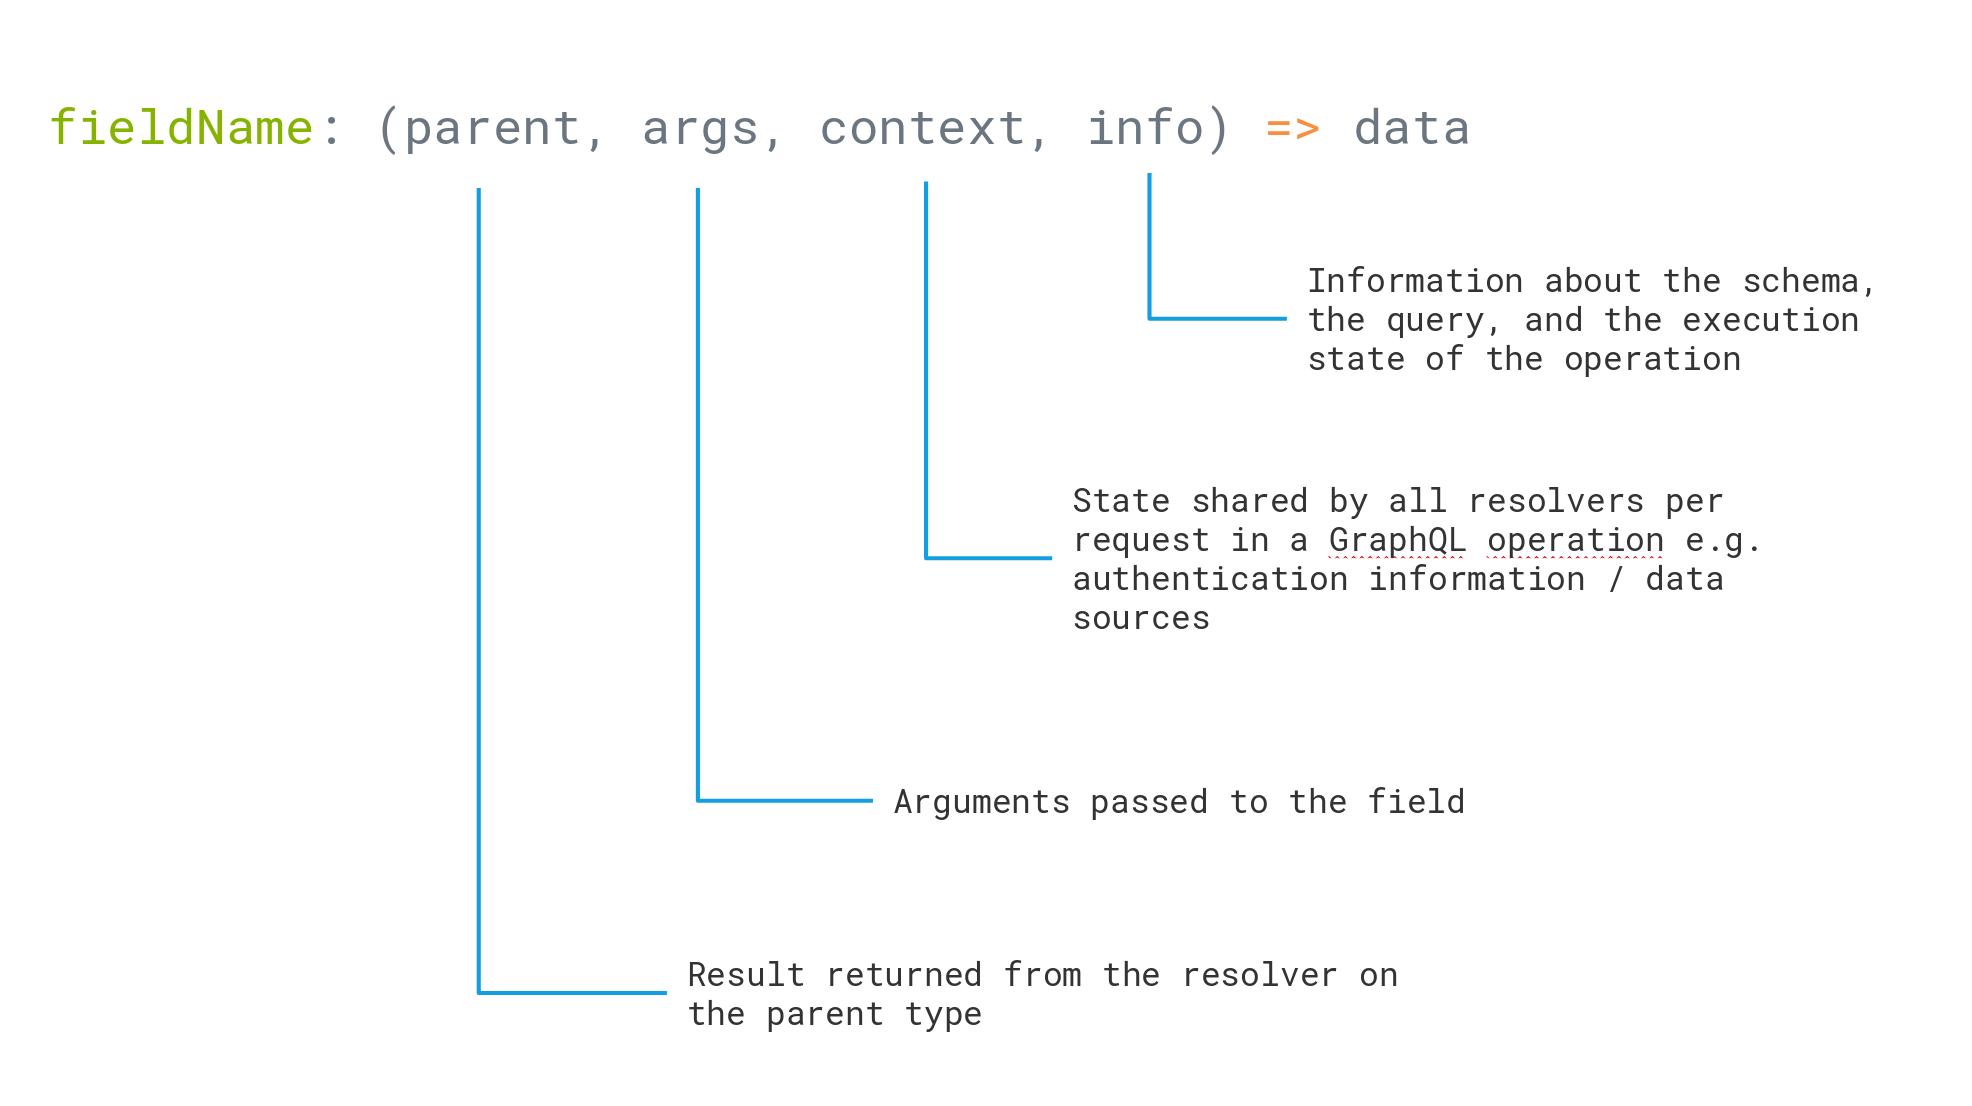 fieldName: (parent, args, context, info) => data
Information about the schema,
the query, and the execution
state of the operation
State shared by all resolvers per
request in a GraphQL operation e.g.
authentication information / data
sources
Arguments passed to the field
Result returned from the resolver on
the parent type